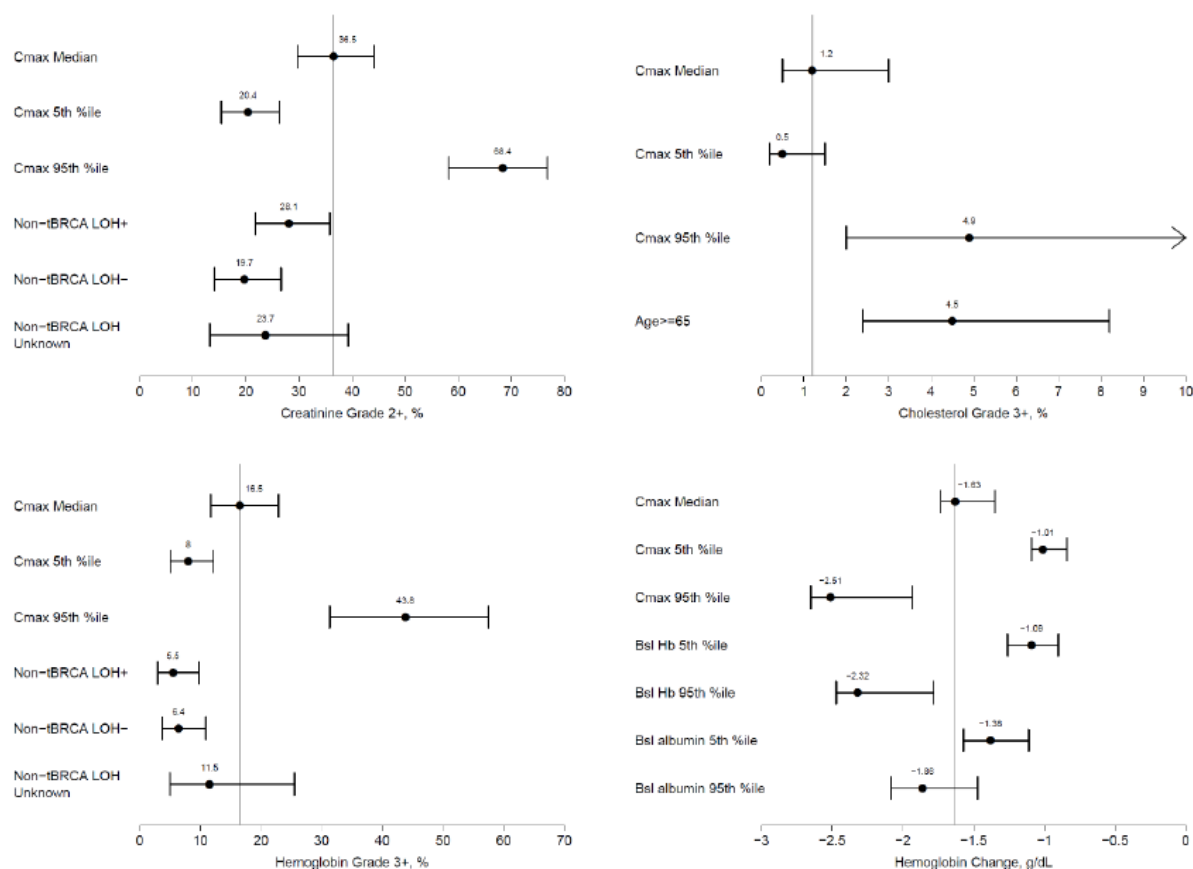 36.5
Cmax Median
20.4
Cmax 5th %ile
68.4
Cmax 95th %ile
28.1
Non-tBRCA LOH+
19.7
Non-tBRCA LOH-
23.7
Non-tBRCA LOH
Unknown
0 10 20 30 40 50 60 70 80
Creatinine Grade 2+, %
1.2
Cmax Median
0.5
Cmax 5th %ile
4.9
Cmax 95th %ile
4.5
Age>=65
0 1 2 3 4 5 6 7 8 9 10
Cholesterol Grade 3+, %
16.5
Cmax Median
8
Cmax 5th %ile
43.8
Cmax 95th %ile
5.5
Non-tBRCA LOH+
6.4
Non-tBRCA LOH-
11.5
Non-tBRCA LOH
Unknown
0 10 20 30 40 50 60 70
Hemoglobin Grade 3+, %
-1.63
Cmax Median
-1.01
Cmax 5th %ile
-2.51
Cmax 95th %ile
-1.09
Bsl Hb 5th %ile
-2.32
Bsl Hb 95th %ile
-1.38
Bsl albumin 5th %ile
-1.86
Bsl albumin 95th %ile
-3 -2.5 -2 -1.5 -1 -0.5 0
Hemoglobin Change, g/dL